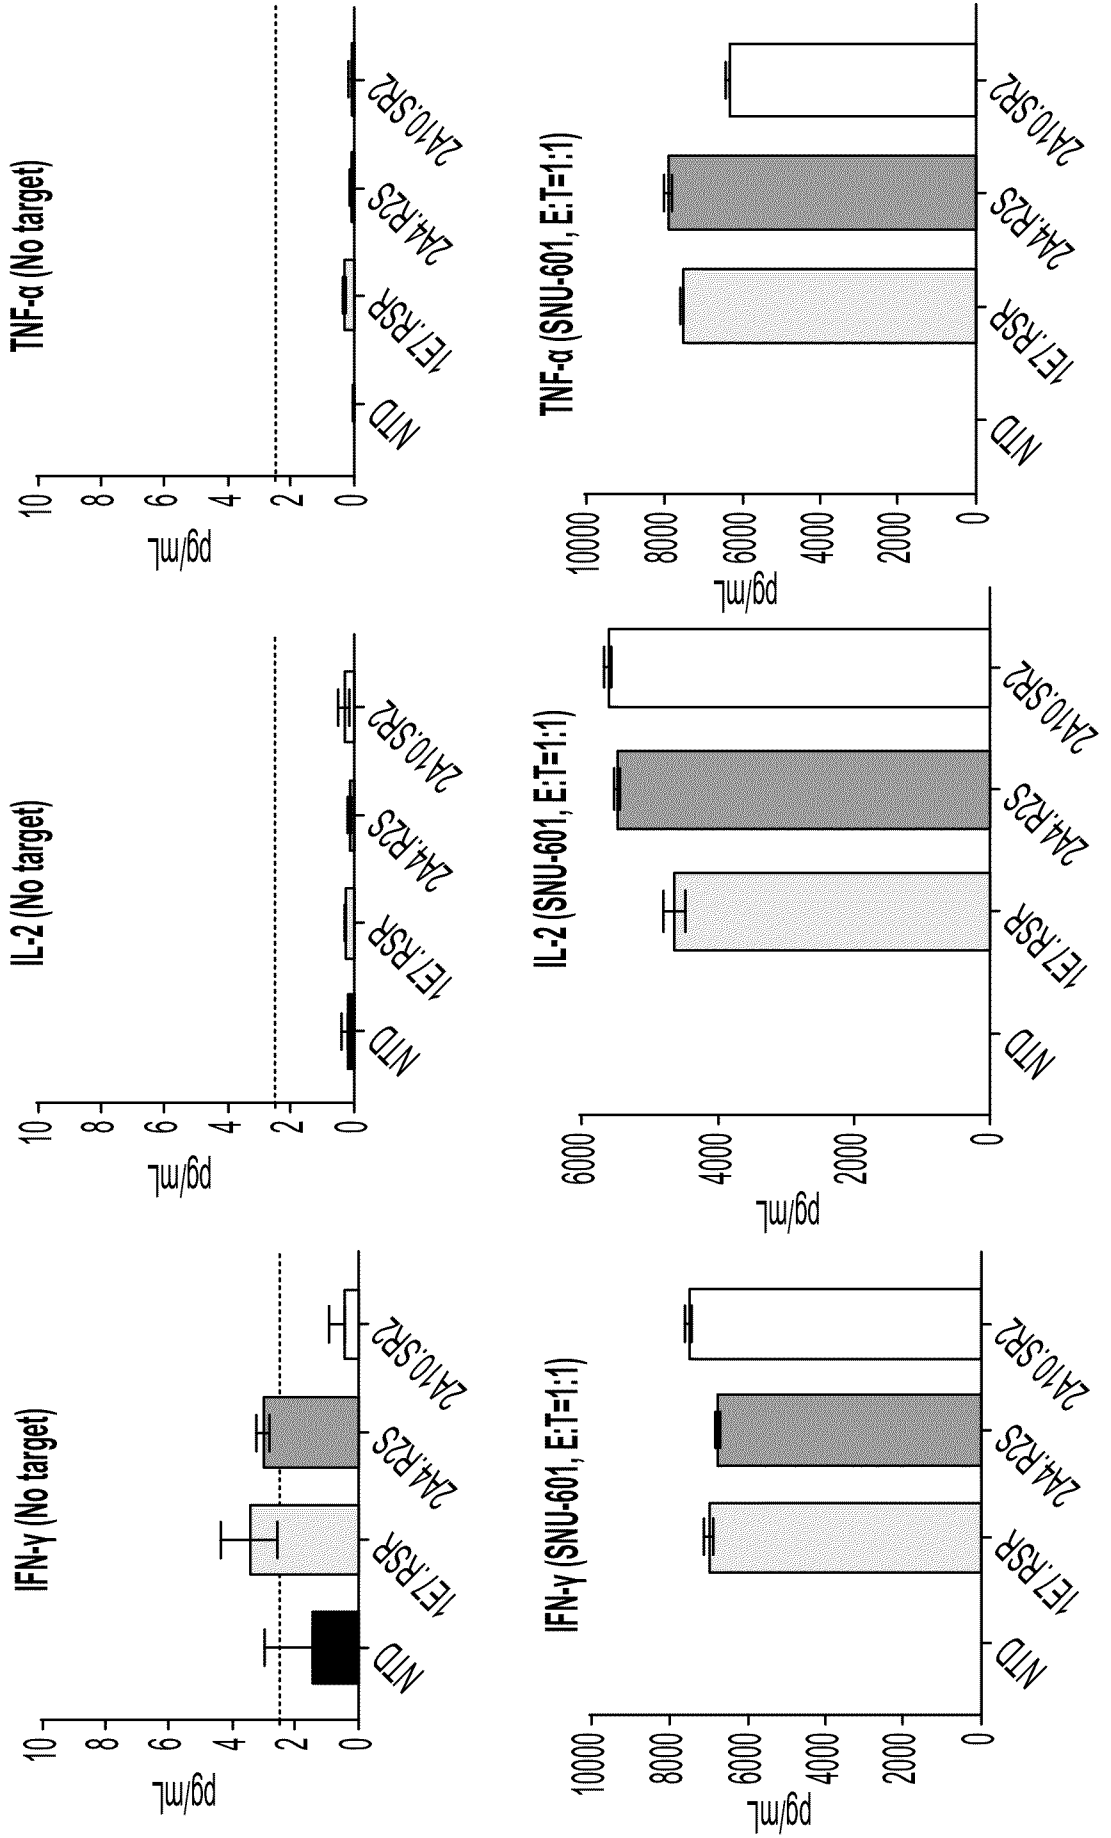 IFN-γ (No target)
pg/mL
10
8
6
4
2
0
NTD
1E7.RSR
2A4.R2S
2A10.SR2
IL-2 (No target)
pg/mL
10
8
6
4
2
0
NTD
1E7.RSR
2A4.R2S
2A10.SR2
TNF-α (No target)
pg/mL
10
8
6
4
2
0
NTD
1E7.RSR
2A4.R2S
2A10.SR2
IFN-γ (SNU-601, E:T=1:1)
pg/mL
10000
8000
6000
4000
2000
0
NTD
1E7.RSR
2A4.R2S
2A10.SR2
IL-2 (SNU-601, E:T=1:1)
pg/mL
6000
4000
2000
0
NTD
1E7.RSR
2A4.R2S
2A10.SR2
TNF-α (SNU-601, E:T=1:1)
pg/mL
10000
8000
6000
4000
2000
0
NTD
1E7.RSR
2A4.R2S
2A10.SR2